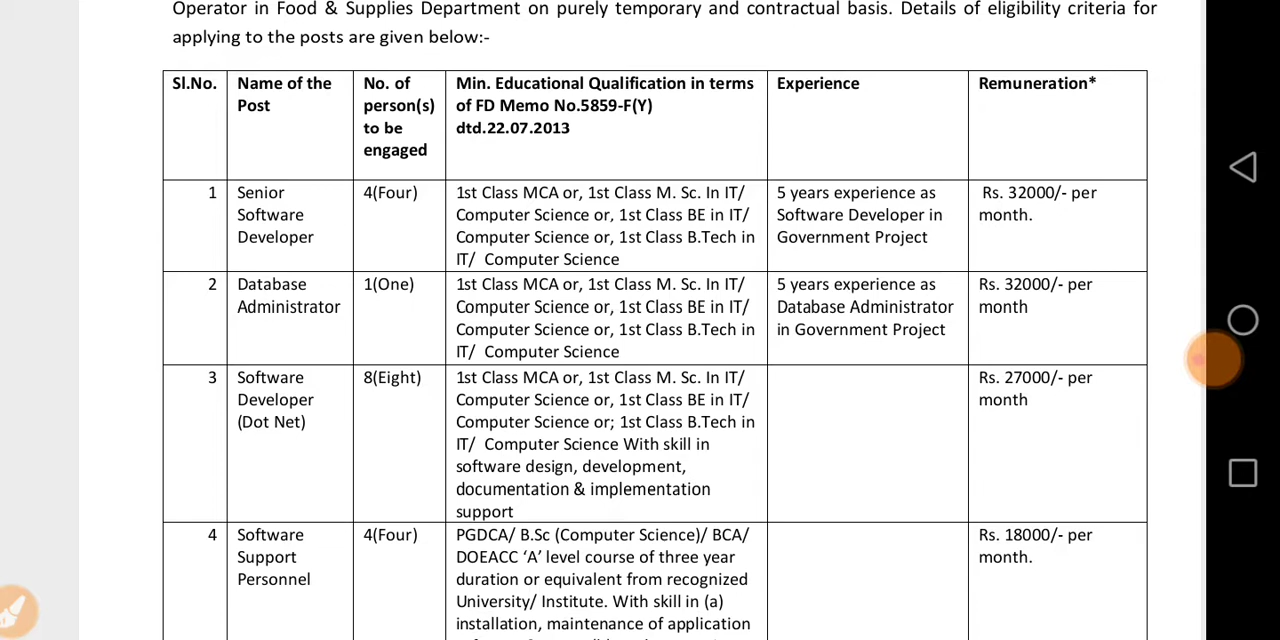 Operator in Food & Supplies Department on purely temporary and contractual basis. Details of eligibility criteria for
applying to the posts are given below:-
Sl.No.
Name of the
Post
No. of
person(s)
to be
engaged
Min. Educational Qualification in terms
of FD Memo No.5859-F(Y)
dtd.22.07.2013
Experience
Remuneration*
1
Senior
Software
Developer
4(Four)
1st Class MCA or, 1st Class M. Sc. In IT/
Computer Science or, 1st Class BE in IT/
Computer Science or, 1st Class B.Tech in
IT/ Computer Science
5 years experience as
Software Developer in
Government Project
Rs. 32000/- per
month.
2
Database
Administrator
1(One)
1st Class MCA or, 1st Class M. Sc. In IT/
Computer Science or, 1st Class BE in IT/
Computer Science or, 1st Class B.Tech in
IT/ Computer Science
5 years experience as
Database Administrator
in Government Project
Rs. 32000/- per
month
3
Software
Developer
(Dot Net)
8(Eight)
1st Class MCA or, 1st Class M. Sc. In IT/
Computer Science or, 1st Class BE in IT/
Computer Science or; 1st Class B.Tech in
IT/ Computer Science With skill in
software design, development,
documentation & implementation
support
Rs. 27000/- per
month
4
Software
Support
Personnel
4(Four)
PGDCA/ B.Sc (Computer Science)/ BCA/
DOEACC ‘A’ level course of three year
duration or equivalent from recognized
University/ Institute. With skill in (a)
installation, maintenance of application
Rs. 18000/- per
month.